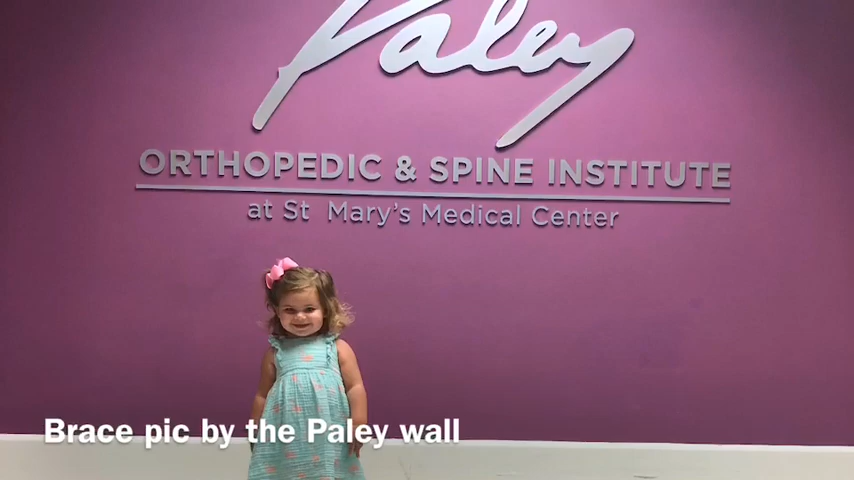 Paley
ORTHOPEDIC & SPINE INSTITUTE
at St Mary's Medical Center
Brace pic by the Paley wall